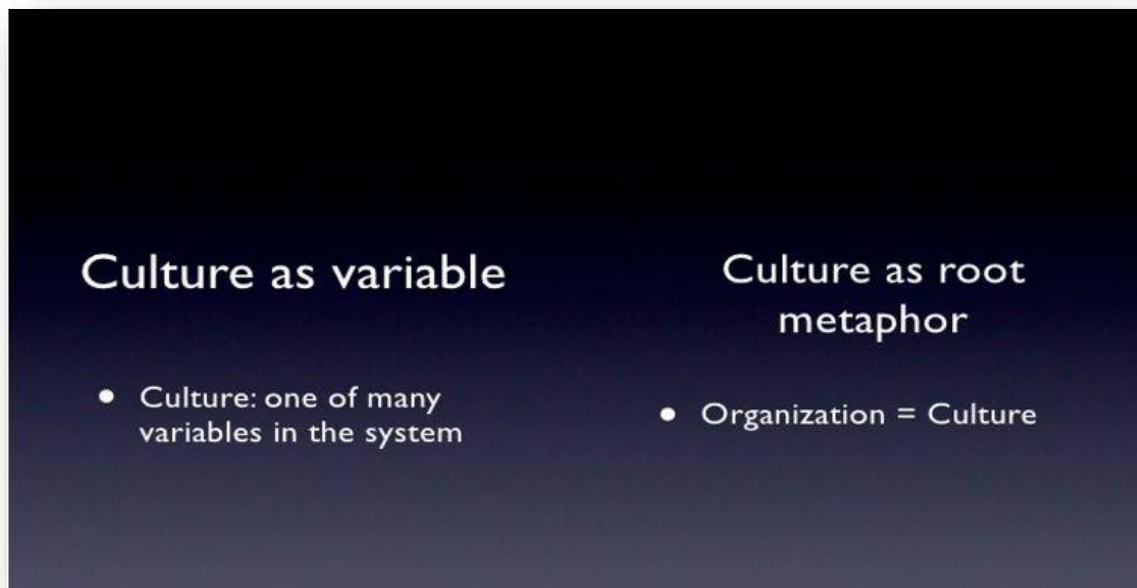 Culture as variable
• Culture: one of many
variables in the system
Culture as root
metaphor
• Organization = Culture